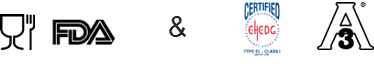 FDA & CERTIFIED
EHEDG
TYPE EL - CLASS I
A
3